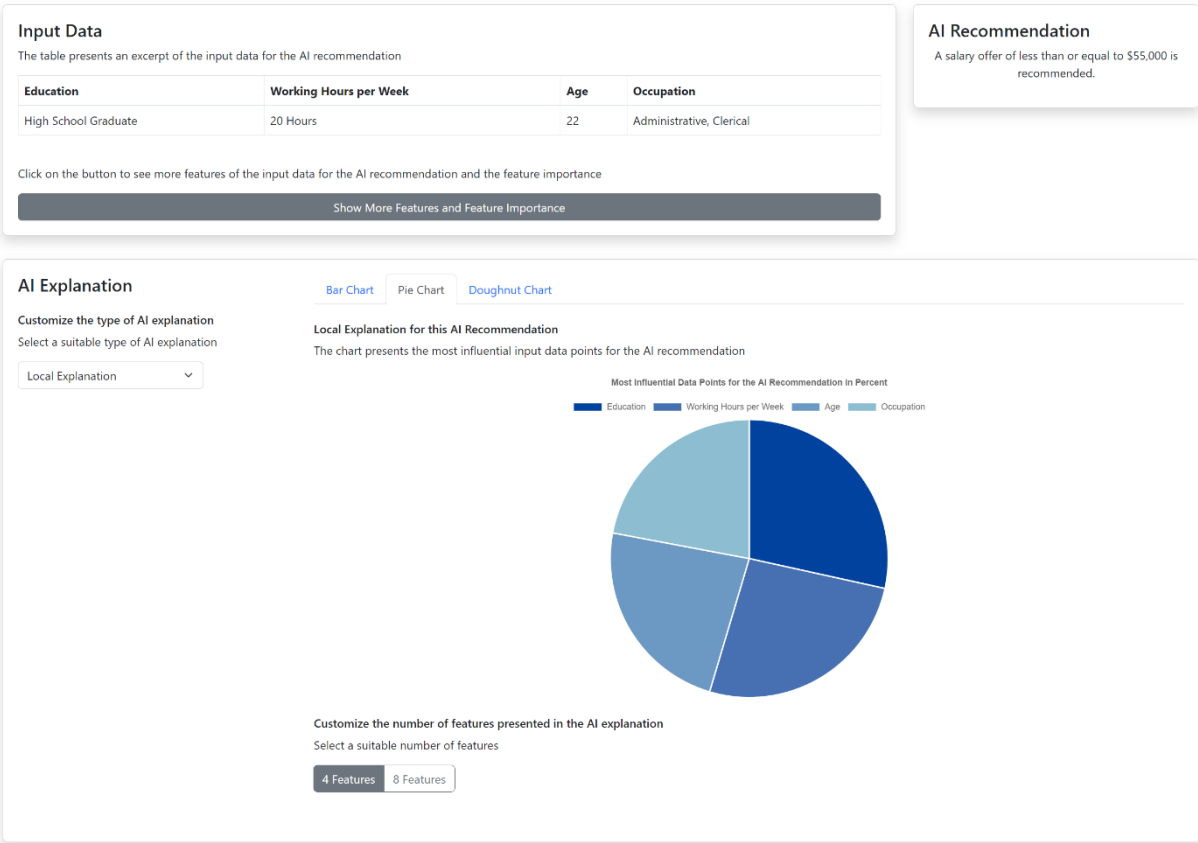 Input Data
The table presents an excerpt of the input data for the AI recommendation
Education Working Hours per Week Age Occupation
High School Graduate 20 Hours 22 Administrative, Clerical
Click on the button to see more features of the input data for the AI recommendation and the feature importance
Show More Features and Feature Importance
AI Recommendation
A salary offer of less than or equal to $55,000 is
recommended.
AI Explanation
Customize the type of AI explanation
Select a suitable type of AI explanation
Local Explanation
Bar Chart Pie Chart Doughnut Chart
Local Explanation for this AI Recommendation
The chart presents the most influential input data points for the AI recommendation
Most Influential Data Points for the AI Recommendation in Percent
Education Working Hours per Week Age Occupation
Customize the number of features presented in the AI explanation
Select a suitable number of features
4 Features 8 Features